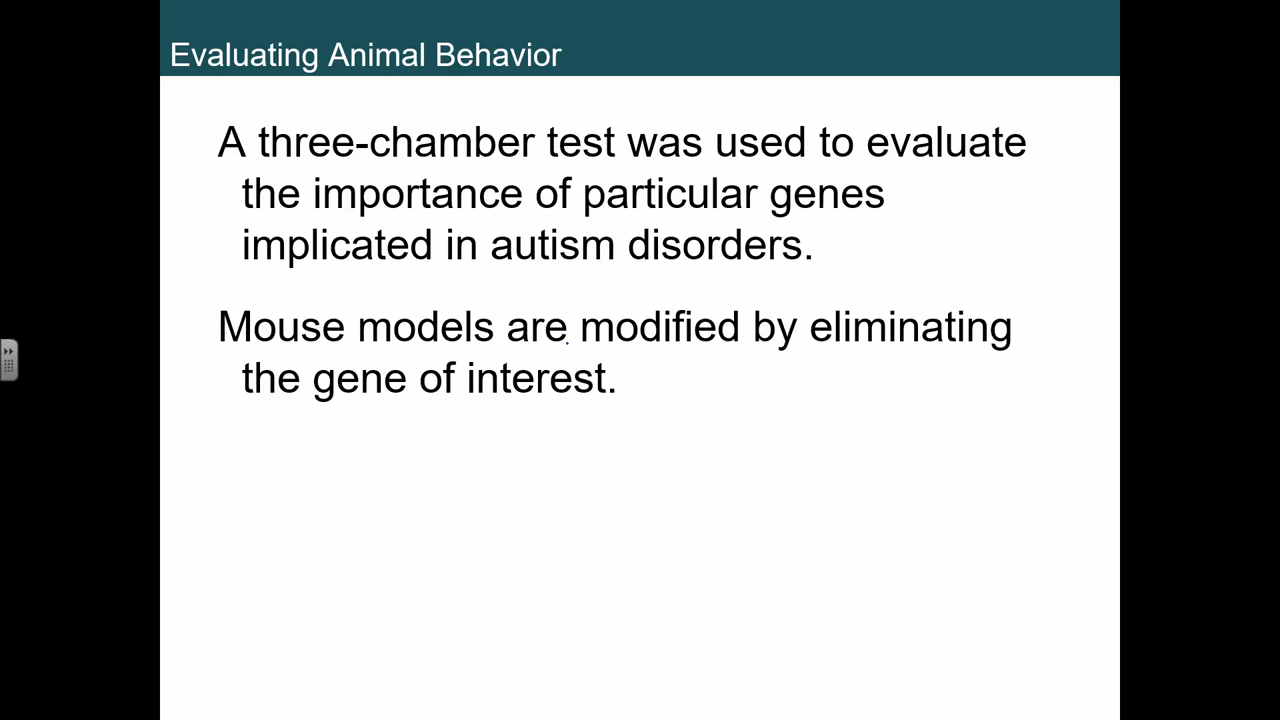 Evaluating Animal Behavior
A three-chamber test was used to evaluate
the importance of particular genes
implicated in autism disorders.
Mouse models are modified by eliminating
the gene of interest.